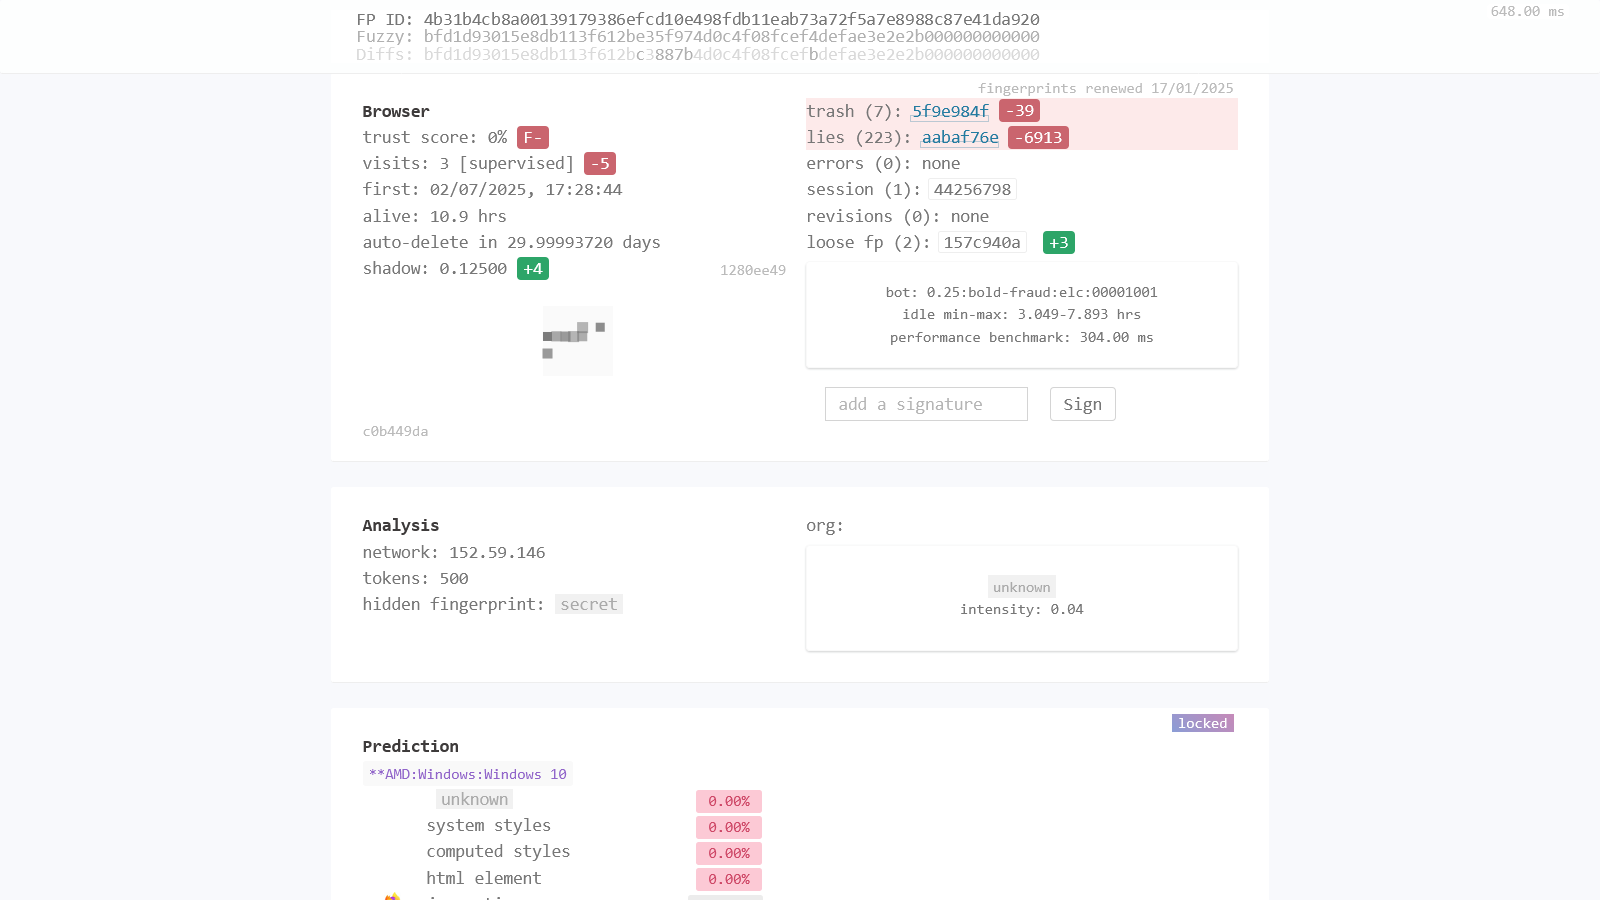 FP ID: 4b31b4cb8a00139179386efcd10e498fdb11eab73a72f5a7e8988c87e41da920
648.00 ms
Fuzzy: bfd1d93015e8db113f612be35f974d0c4f08fcef4defae3e2e2b000000000000
Diffs: bfd1d93015e8db113f612bc3887b4d0c4f08fcefbdefae3e2e2b000000000000
fingerprints renewed 17/01/2025
Browser
trust score: 0% F-
visits: 3 [supervised] -5
first: 02/07/2025, 17:28:44
alive: 10.9 hrs
auto-delete in 29.99993720 days
shadow: 0.12500 +4
1280ee49
c0b449da
trash (7): 5f9e984f -39
lies (223): aabaf76e -6913
errors (0): none
session (1): 44256798
revisions (0): none
loose fp (2): 157c940a +3
bot: 0.25:bold-fraud:elc:00001001
idle min-max: 3.049-7.893 hrs
performance benchmark: 304.00 ms
add a signature Sign
Analysis
network: 152.59.146
tokens: 500
hidden fingerprint: secret
org:
unknown
intensity: 0.04
locked
Prediction
**AMD:Windows:Windows 10
unknown 0.00%
system styles 0.00%
computed styles 0.00%
html element 0.00%